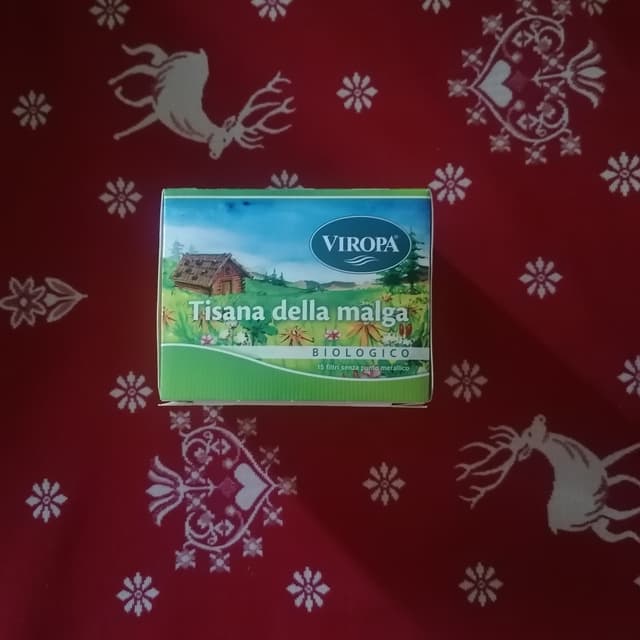 VIROPA®
Tisana della malga
BIOLOGICO
15 filtri senza punto metallico